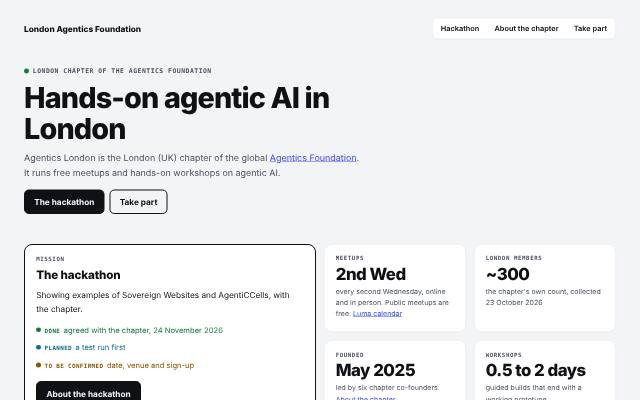 London Agentics Foundation
Hackathon About the chapter Take part
LONDON CHAPTER OF THE AGENTICS FOUNDATION
Hands-on agentic AI in
London
Agentics London is the London (UK) chapter of the global Agentics Foundation.
It runs free meetups and hands-on workshops on agentic AI.
The hackathon Take part
MISSION
The hackathon
Showing examples of Sovereign Websites and AgentiCCells, with
the chapter.
DONE agreed with the chapter, 24 November 2026
PLANNED a test run first
TO BE CONFIRMED date, venue and sign-up
About the hackathon
MEETUPS
2nd Wed
every second Wednesday, online
and in person. Public meetups are
free. Luma calendar
LONDON MEMBERS
~300
the chapter's own count, collected
23 October 2026
FOUNDED
May 2025
led by six chapter co-founders.
About the chapter
WORKSHOPS
0.5 to 2 days
guided builds that end with a
working prototype